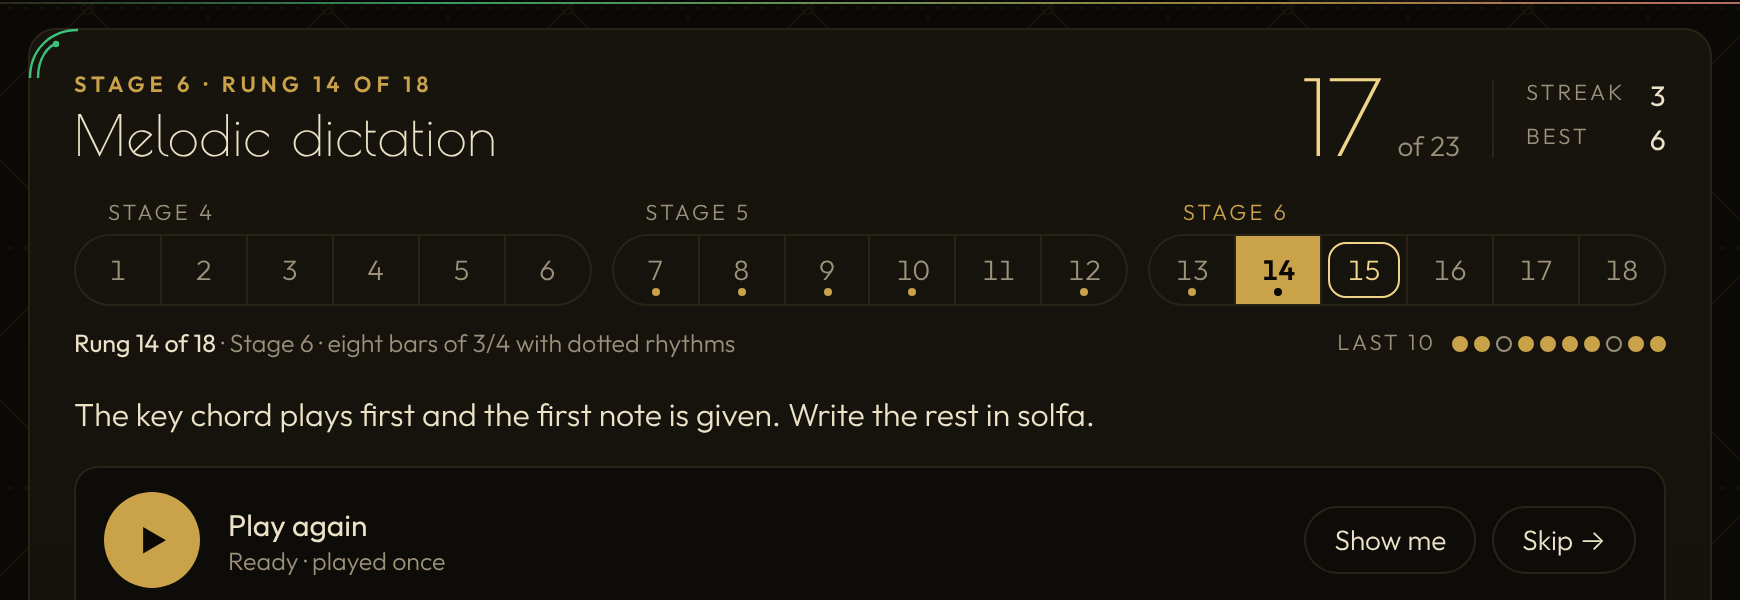 STAGE 6 · RUNG 14 OF 18
Melodic dictation
17 of 23
STREAK 3
BEST 6
STAGE 4
STAGE 5
STAGE 6
1 2 3 4 5 6 7 8 9 10 11 12 13 14 15 16 17 18
Rung 14 of 18 · Stage 6 · eight bars of 3/4 with dotted rhythms
LAST 10
The key chord plays first and the first note is given. Write the rest in solfa.
Play again
Ready · played once
Show me
Skip →